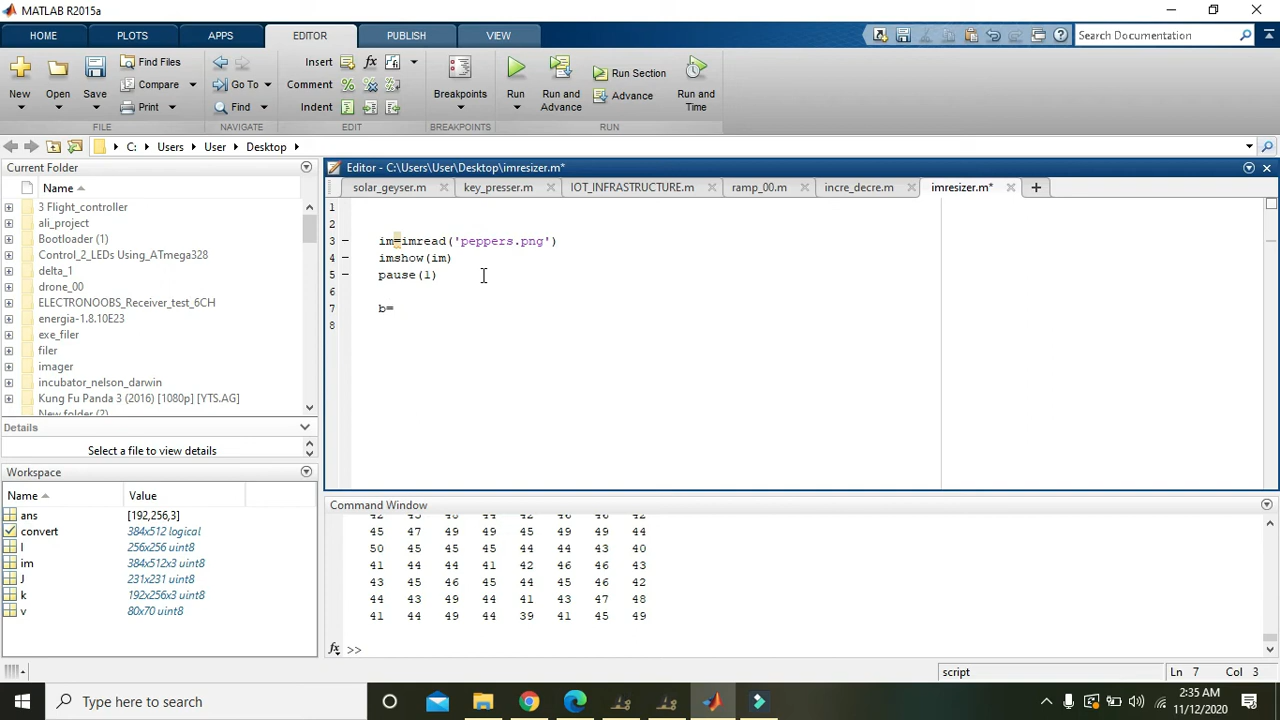 MATLAB R2015a
HOME PLOTS APPS EDITOR PUBLISH VIEW Search Documentation
New Open Save Find Files Compare Print
Go To Find
Insert fx Comment % Indent
Breakpoints
Run Run and Advance Run Section Advance Run and Time
FILE NAVIGATE EDIT BREAKPOINTS RUN
C: Users User Desktop
Current Folder
Name
3 Flight_controller
ali_project
Bootloader (1)
Control_2_LEDs Using_ATmega328
delta_1
drone_00
ELECTRONOOBS_Receiver_test_6CH
energia-1.8.10E23
exe_filer
filer
imager
incubator_nelson_darwin
Kung Fu Panda 3 (2016) [1080p] [YTS.AG]
New folder (2)
Details
Select a file to view details
Workspace
Name Value
ans [192,256,3]
convert 384x512 logical
I 256x256 uint8
im 384x512x3 uint8
J 231x231 uint8
k 192x256x3 uint8
v 80x70 uint8
Editor - C:\Users\User\Desktop\imresizer.m*
solar_geyser.m key_presser.m IOT_INFRASTRUCTURE.m ramp_00.m incre_decre.m imresizer.m*
1
2
3 im=imread('peppers.png')
4 imshow(im)
5 pause(1)
6
7 b=
8
Command Window
45 47 49 49 45 49 49 44
50 45 45 45 44 44 43 40
41 44 44 41 42 46 46 43
43 45 46 45 44 45 46 42
44 43 49 44 41 43 47 48
41 44 49 44 39 41 45 49
fx >>
script Ln 7 Col 3
Type here to search
2:35 AM
11/12/2020